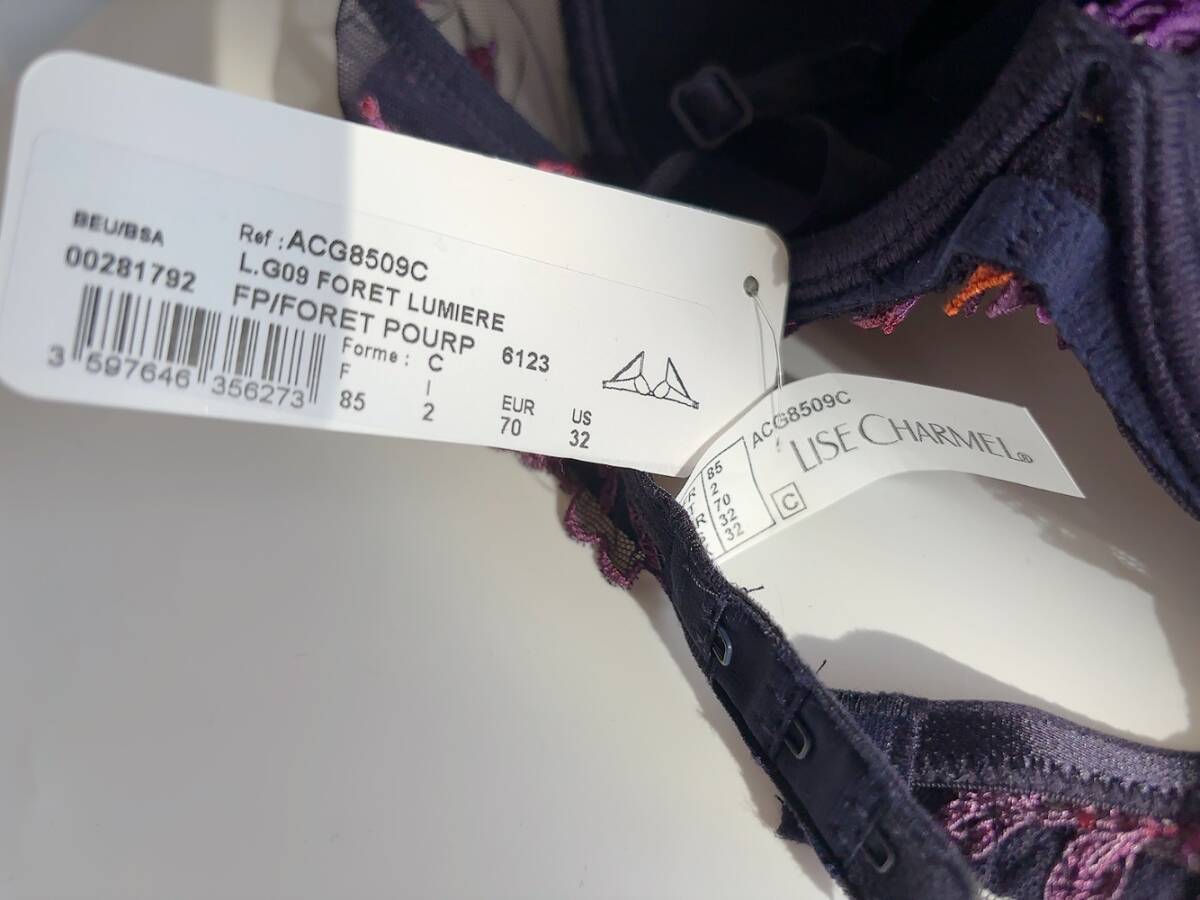 BEU/BSA
00281792
3 597646 356273
Ref : ACG8509C
L.G09 FORET LUMIERE
FP/FORET POURP 6123
Forme : C
F I EUR US
85 2 70 32
ACG8509C
LISE CHARMEL®
85
2
70
32
32
C